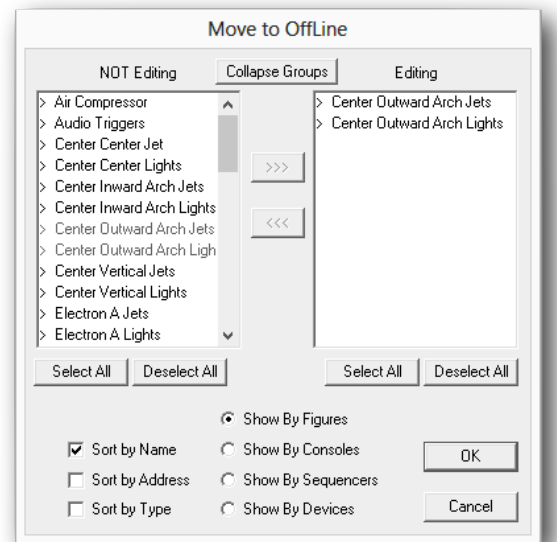 Move to OffLine
NOT Editing
Collapse Groups
Editing
> Air Compressor
> Audio Triggers
> Center Center Jet
> Center Center Lights
> Center Inward Arch Jets
> Center Inward Arch Lights
> Center Outward Arch Jets
> Center Outward Arch Ligh
> Center Vertical Jets
> Center Vertical Lights
> Electron A Jets
> Electron A Lights
>>>
<<<
> Center Outward Arch Jets
> Center Outward Arch Lights
Select All
Deselect All
Select All
Deselect All
Show By Figures
Sort by Name
Show By Consoles
OK
Sort by Address
Show By Sequencers
Sort by Type
Show By Devices
Cancel